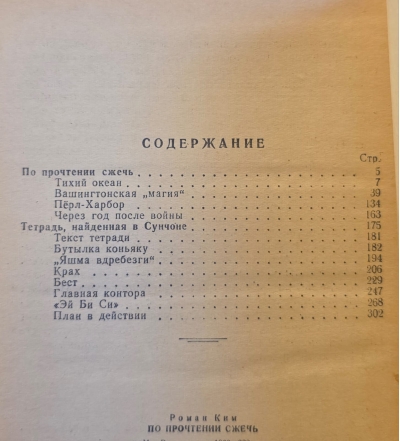 СОДЕРЖАНИЕ
Стр.
По прочтении сжечь . . . . . . . . . . . . . . . . 5
Тихий океан . . . . . . . . . . . . . . . . 7
Вашингтонская „магия“ . . . . . . . . . . . . 39
Пёрл-Харбор . . . . . . . . . . . . . . . . 134
Через год после войны . . . . . . . . . . . . 163
Тетрадь, найденная в Сунчоне . . . . . . . . . . . 175
Текст тетради . . . . . . . . . . . . . . . 181
Бутылка коньяку . . . . . . . . . . . . . . 182
„Яшма вдребезги“ . . . . . . . . . . . . . . 194
Крах . . . . . . . . . . . . . . . . . . . 206
Бест . . . . . . . . . . . . . . . . . . . 229
Главная контора . . . . . . . . . . . . . . 247
«Эй Би Си» . . . . . . . . . . . . . . . . 268
План в действии . . . . . . . . . . . . . . 302
Роман Ким
ПО ПРОЧТЕНИИ СЖЕЧЬ